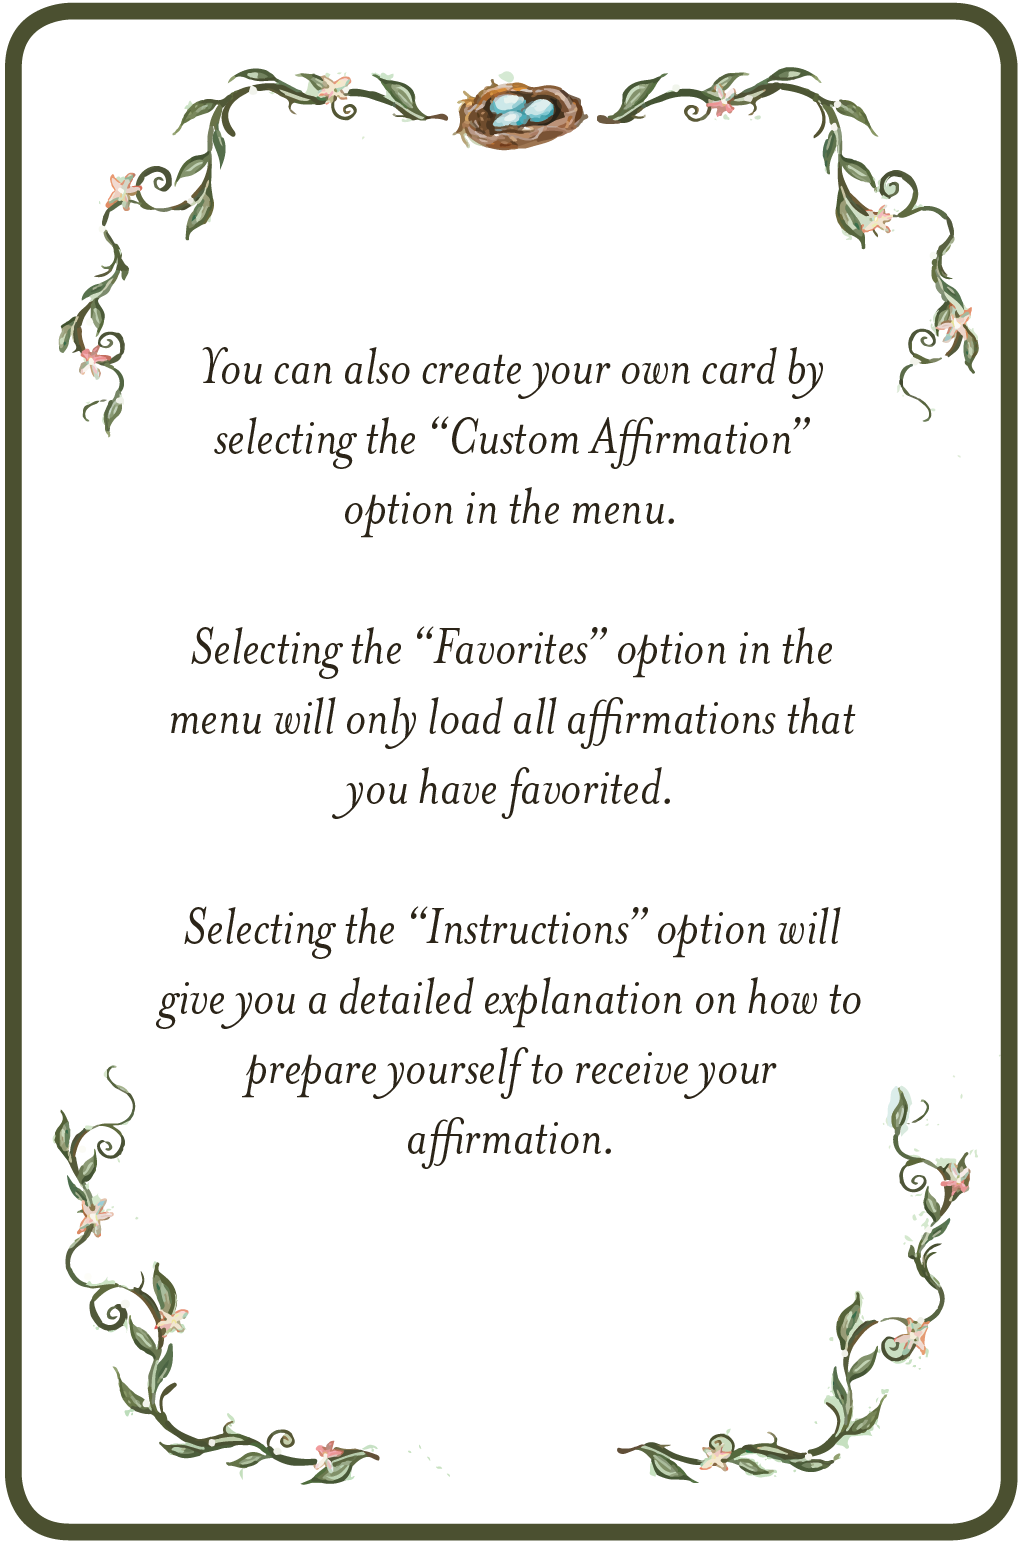 You can also create your own card by
selecting the “Custom Affirmation”
option in the menu.
Selecting the “Favorites” option in the
menu will only load all affirmations that
you have favorited.
Selecting the “Instructions” option will
give you a detailed explanation on how to
prepare yourself to receive your
affirmation.